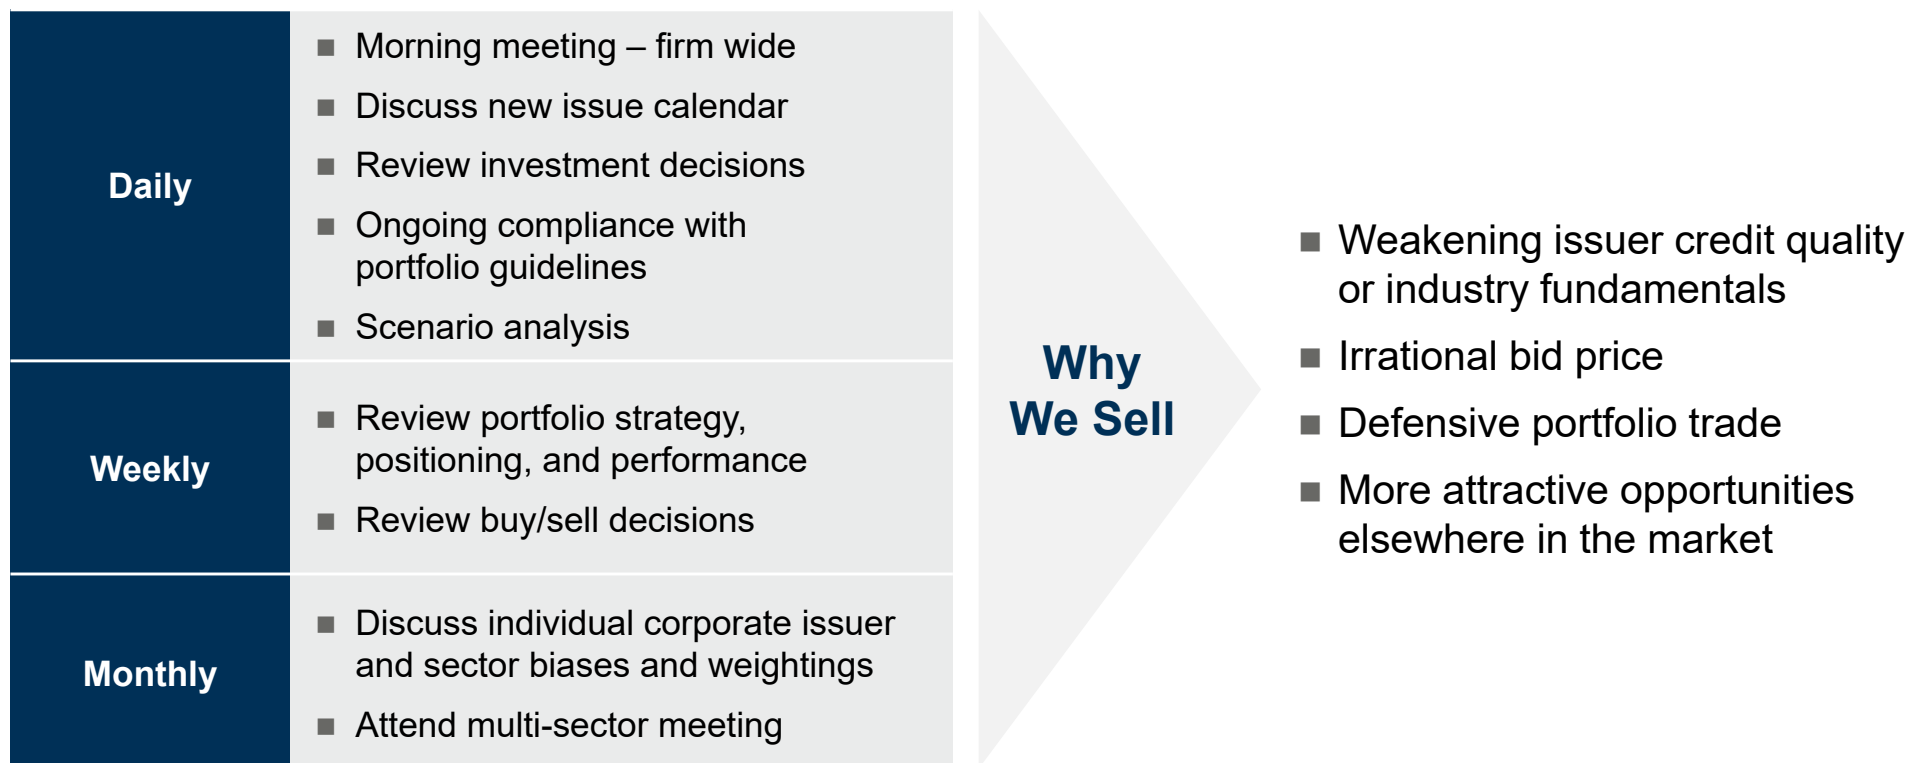 Daily
■ Morning meeting – firm wide
■ Discuss new issue calendar
■ Review investment decisions
■ Ongoing compliance with
portfolio guidelines
■ Scenario analysis
Weekly
■ Review portfolio strategy,
positioning, and performance
■ Review buy/sell decisions
Monthly
■ Discuss individual corporate issuer
and sector biases and weightings
■ Attend multi-sector meeting
Why
We Sell
■ Weakening issuer credit quality
or industry fundamentals
■ Irrational bid price
■ Defensive portfolio trade
■ More attractive opportunities
elsewhere in the market